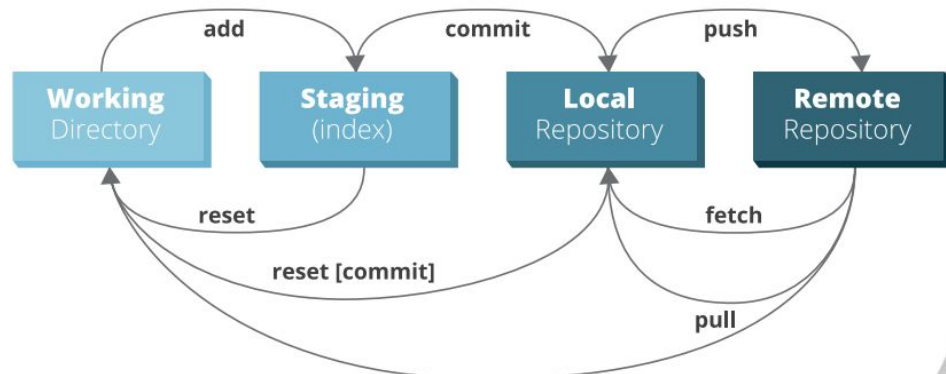 add
commit
push
Working
Directory
Staging
(index)
Local
Repository
Remote
Repository
reset
fetch
reset [commit]
pull